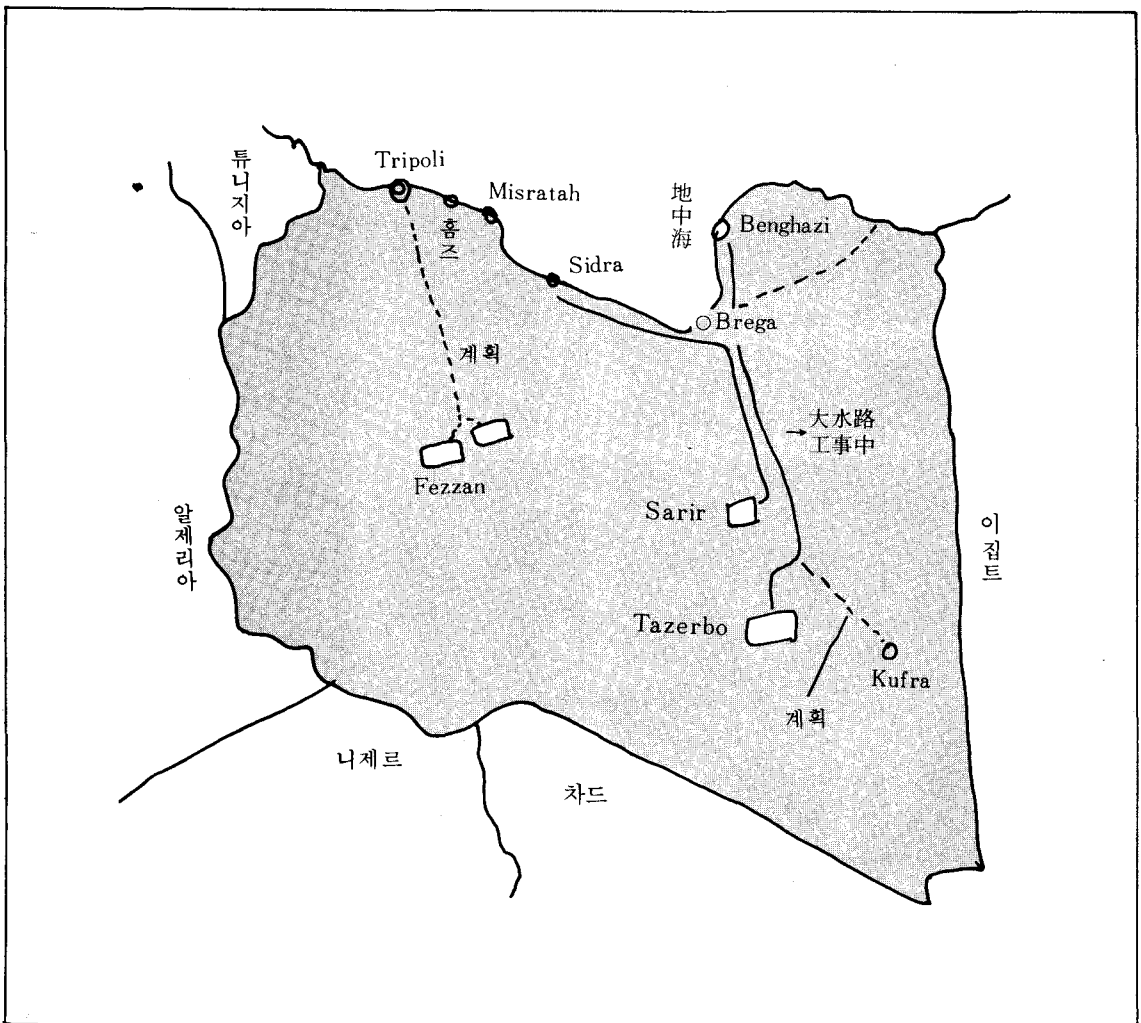 튀니지아
Tripoli
Misratah
홈즈
地中海
Benghazi
Sidra
Brega
계획
大水路
工事中
Fezzan
Sarir
알제리아
이집트
Tazerbo
Kufra
계획
니제르
차드